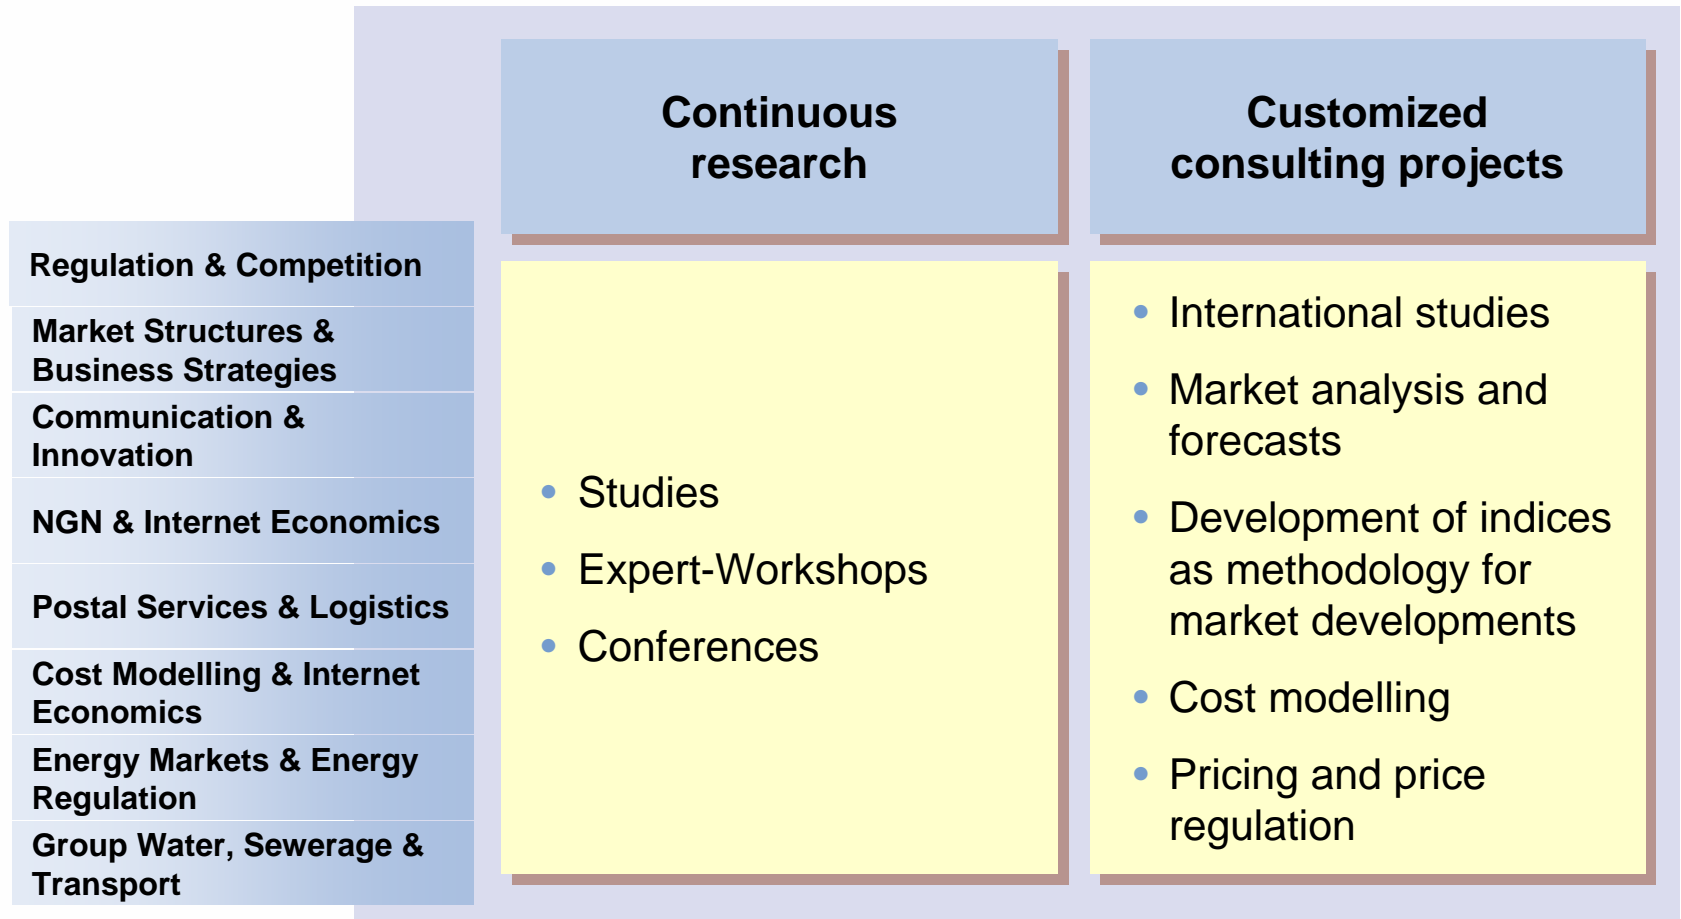 Continuous
research
Customized
consulting projects
Regulation & Competition
Market Structures &
Business Strategies
Communication &
Innovation
NGN & Internet Economics
Postal Services & Logistics
Cost Modelling & Internet
Economics
Energy Markets & Energy
Regulation
Group Water, Sewerage &
Transport
• Studies
• Expert-Workshops
• Conferences
• International studies
• Market analysis and
forecasts
• Development of indices
as methodology for
market developments
• Cost modelling
• Pricing and price
regulation